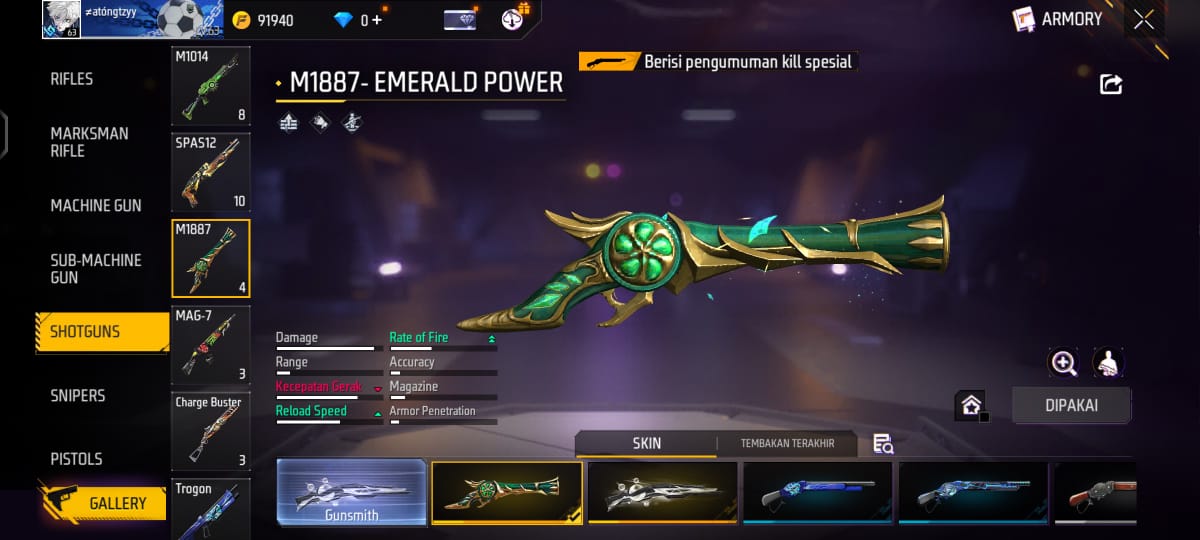 ≠atóngtzyy
63
91940
0 +
ARMORY
RIFLES
MARKSMAN
RIFLE
MACHINE GUN
SUB-MACHINE
GUN
SHOTGUNS
SNIPERS
PISTOLS
GALLERY
M1014
8
SPAS12
10
M1887
4
MAG-7
3
Charge Buster
3
Trogon
M1887- EMERALD POWER
Berisi pengumuman kill spesial
Damage
Rate of Fire
Range
Accuracy
Kecepatan Gerak
Magazine
Reload Speed
Armor Penetration
DIPAKAI
SKIN
TEMBAKAN TERAKHIR
Gunsmith